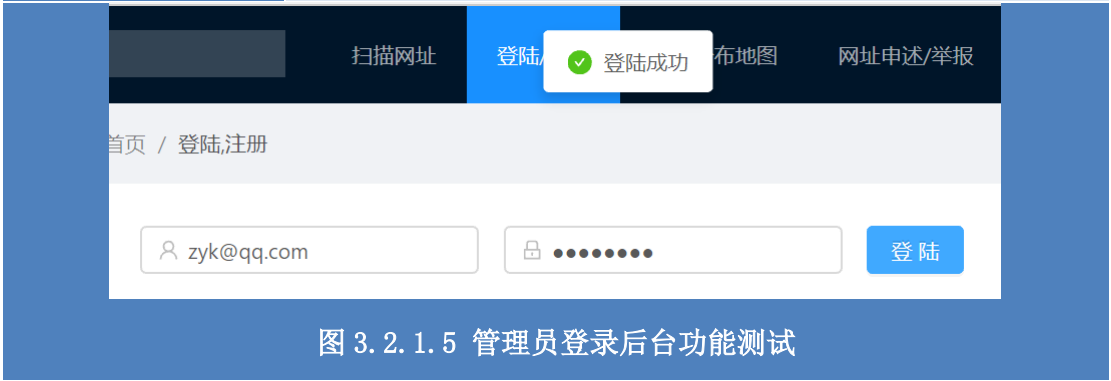 扫描网址 登陆/ 登陆成功 布地图 网址申述/举报
首页 / 登陆,注册
zyk@qq.com ●●●●●●●● 登 陆
图 3.2.1.5 管理员登录后台功能测试